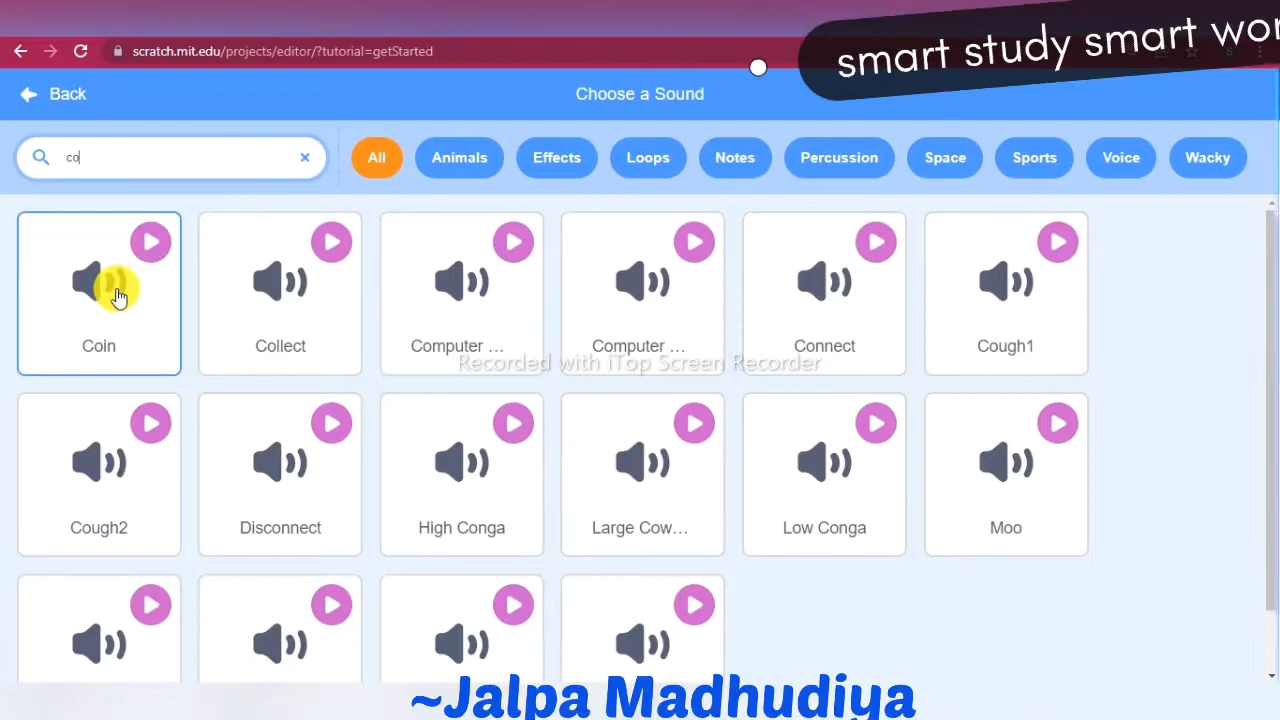 smart study smart wor
scratch.mit.edu/projects/editor/?tutorial=getStarted
Back
Choose a Sound
co
All
Animals
Effects
Loops
Notes
Percussion
Space
Sports
Voice
Wacky
Coin
Collect
Computer ...
Computer ...
Connect
Cough1
Recorded with iTop Screen Recorder
Cough2
Disconnect
High Conga
Large Cow...
Low Conga
Moo
~Jalpa Madhudiya